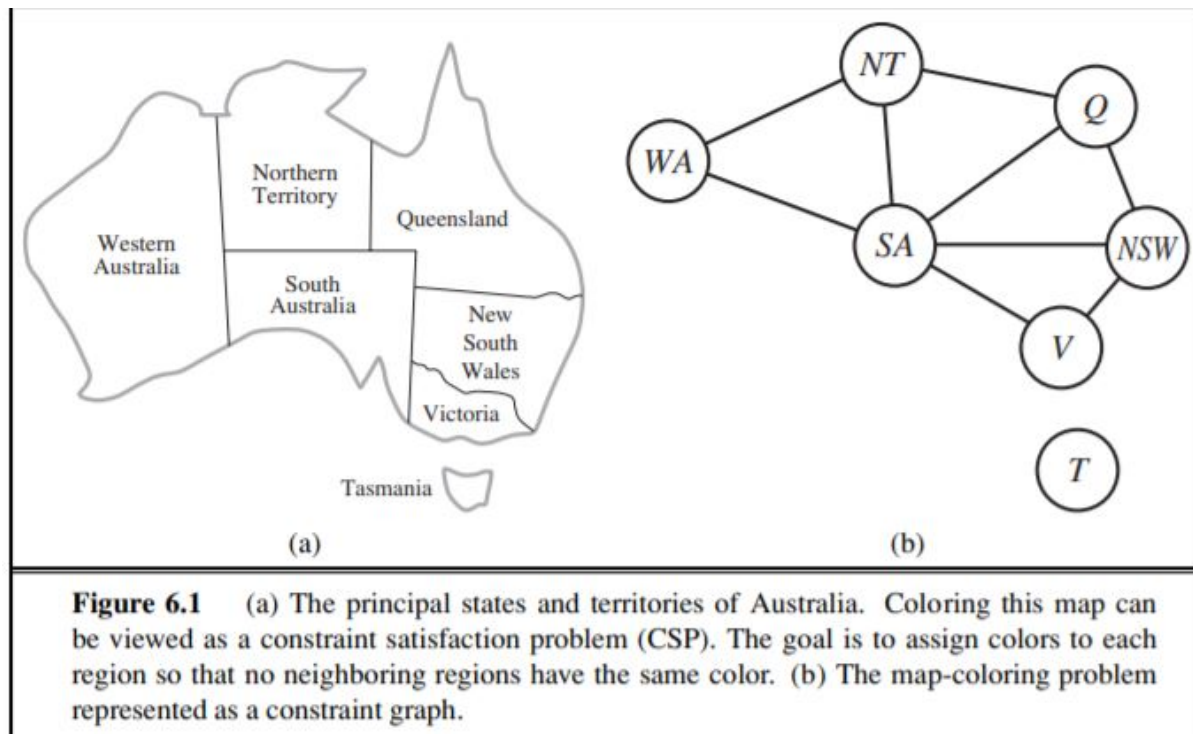 Northern
Territory
Western
Australia
Queensland
South
Australia
New
South
Wales
Victoria
Tasmania
(a)
NT
Q
WA
SA
NSW
V
T
(b)
Figure 6.1 (a) The principal states and territories of Australia. Coloring this map can
be viewed as a constraint satisfaction problem (CSP). The goal is to assign colors to each
region so that no neighboring regions have the same color. (b) The map-coloring problem
represented as a constraint graph.